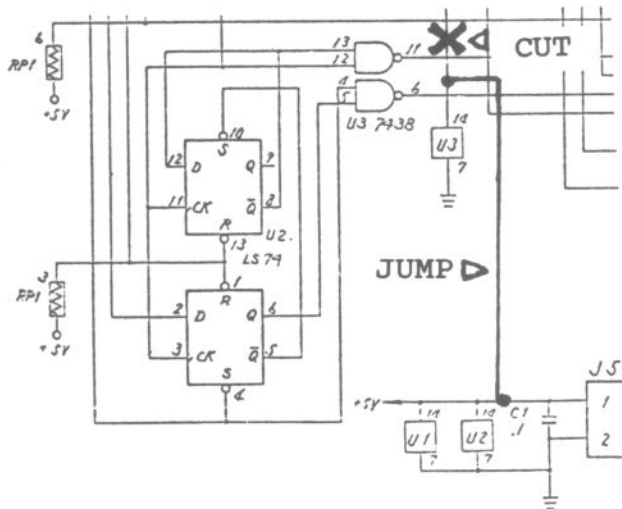 6
RP1
+5V
13
12
11
CUT
4
5
6
U3 7438
14
U3
7
10
S
12 D Q 9
11 CK Q̅ 8
R
13
U2.
LS74
JUMP
3
RP1
+5V
1
R
2 D Q 6
3 CK Q̅ 5
S
4
+5V
14
U1
7
14
U2
7
C1
.1
J5
1
2